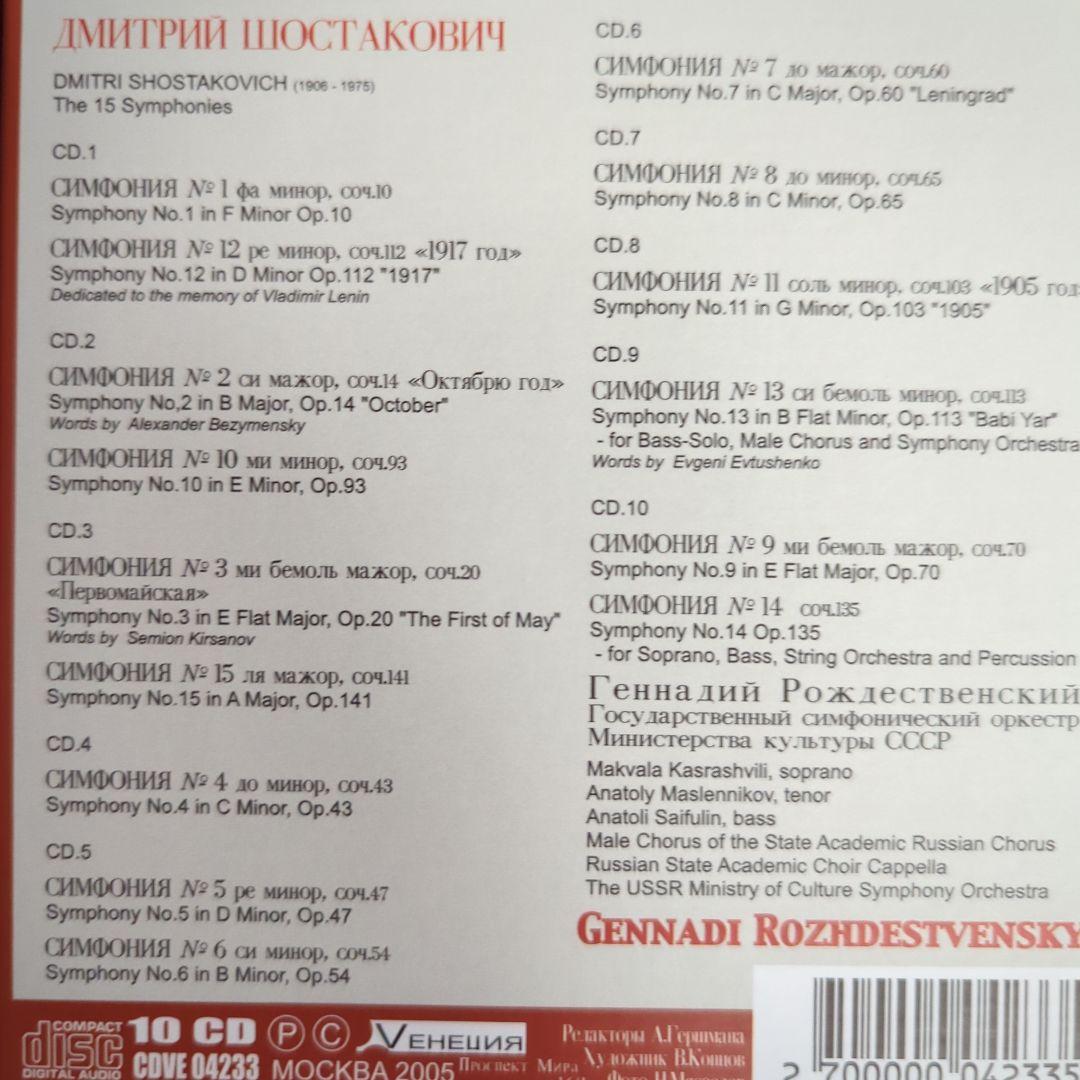 ДМИТРИЙ ШОСТАКОВИЧ
DMITRI SHOSTAKOVICH (1906 - 1975)
The 15 Symphonies
CD.1
СИМФОНИЯ № 1 фа минор, соч.10
Symphony No.1 in F Minor Op.10
СИМФОНИЯ № 12 ре минор, соч.112 «1917 год»
Symphony No.12 in D Minor Op.112 "1917"
Dedicated to the memory of Vladimir Lenin
CD.2
СИМФОНИЯ № 2 си мажор, соч.14 «Октябрю год»
Symphony No,2 in B Major, Op.14 "October"
Words by Alexander Bezymensky
СИМФОНИЯ № 10 ми минор, соч.93
Symphony No.10 in E Minor, Op.93
CD.3
СИМФОНИЯ № 3 ми бемоль мажор, соч.20
«Первомайская»
Symphony No.3 in E Flat Major, Op.20 "The First of May"
Words by Semion Kirsanov
СИМФОНИЯ № 15 ля мажор, соч.141
Symphony No.15 in A Major, Op.141
CD.4
СИМФОНИЯ № 4 до минор, соч.43
Symphony No.4 in C Minor, Op.43
CD.5
СИМФОНИЯ № 5 ре минор, соч.47
Symphony No.5 in D Minor, Op.47
СИМФОНИЯ № 6 си минор, соч.54
Symphony No.6 in B Minor, Op.54
CD.6
СИМФОНИЯ № 7 до мажор, соч.60
Symphony No.7 in C Major, Op.60 "Leningrad"
CD.7
СИМФОНИЯ № 8 до минор, соч.65
Symphony No.8 in C Minor, Op.65
CD.8
СИМФОНИЯ № 11 соль минор, соч.103 «1905 год
Symphony No.11 in G Minor, Op.103 "1905"
CD.9
СИМФОНИЯ № 13 си бемоль минор, соч.113
Symphony No.13 in B Flat Minor, Op.113 "Babi Yar"
- for Bass-Solo, Male Chorus and Symphony Orchestra
Words by Evgeni Evtushenko
CD.10
СИМФОНИЯ № 9 ми бемоль мажор, соч.70
Symphony No.9 in E Flat Major, Op.70
СИМФОНИЯ № 14 соч.135
Symphony No.14 Op.135
- for Soprano, Bass, String Orchestra and Percussion
Геннадий Рождественский
Государственный симфонический оркестр
Министерства культуры СССР
Makvala Kasrashvili, soprano
Anatoly Maslennikov, tenor
Anatoli Saifulin, bass
Male Chorus of the State Academic Russian Chorus
Russian State Academic Choir Cappella
The USSR Ministry of Culture Symphony Orchestra
GENNADI ROZHDESTVENSKY
COMPACT
disc
DIGITAL AUDIO
10 CD
CDVE 04233
Ⓟ Ⓒ ВЕНЕЦИЯ
МОСКВА 2005
Проспект Мира
Редакторы А.Гершмана
Художник В.Кошов
Фото
2 700000 042335